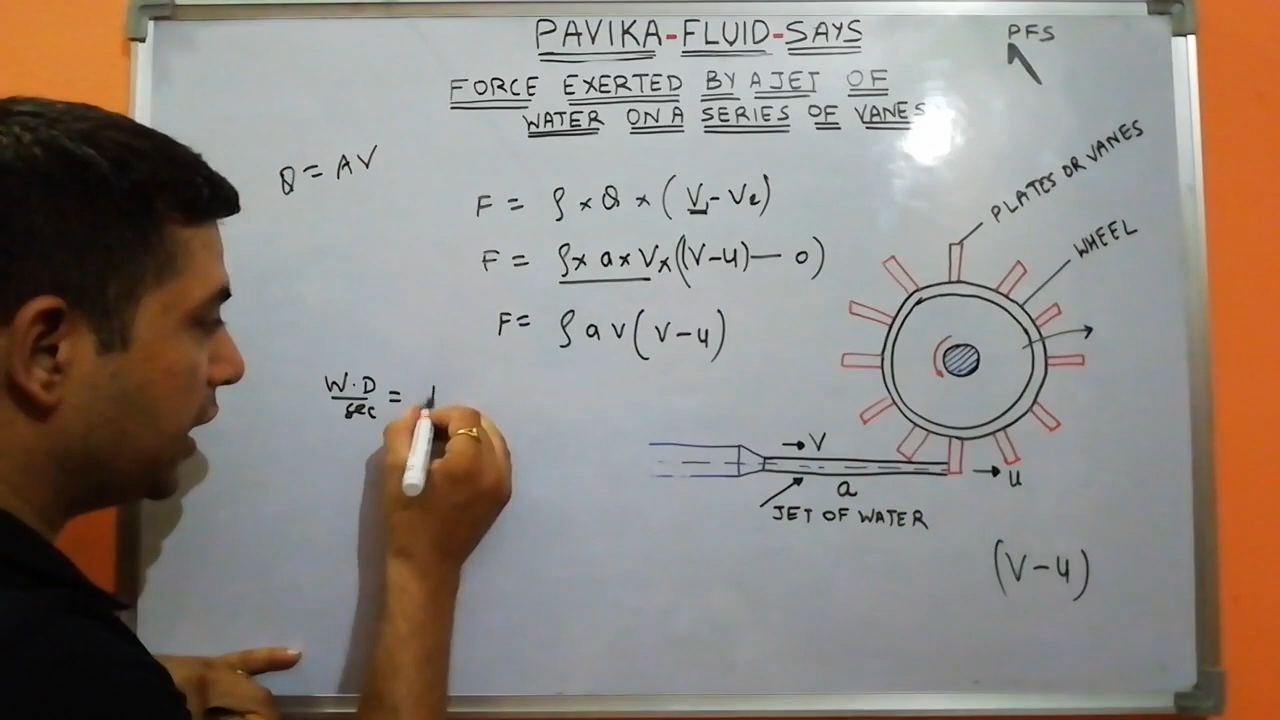 PAVIKA-FLUID-SAYS
PFS
FORCE EXERTED BY A JET OF
WATER ON A SERIES OF VANES
Q = AV
F = ρ × Q × (V₁ - V₂)
F = ρ × a × V × ((V-u) — 0)
F = ρ a V (V-u)
W.D/sec =
PLATES OR VANES
WHEEL
V
a
u
JET OF WATER
(V-u)